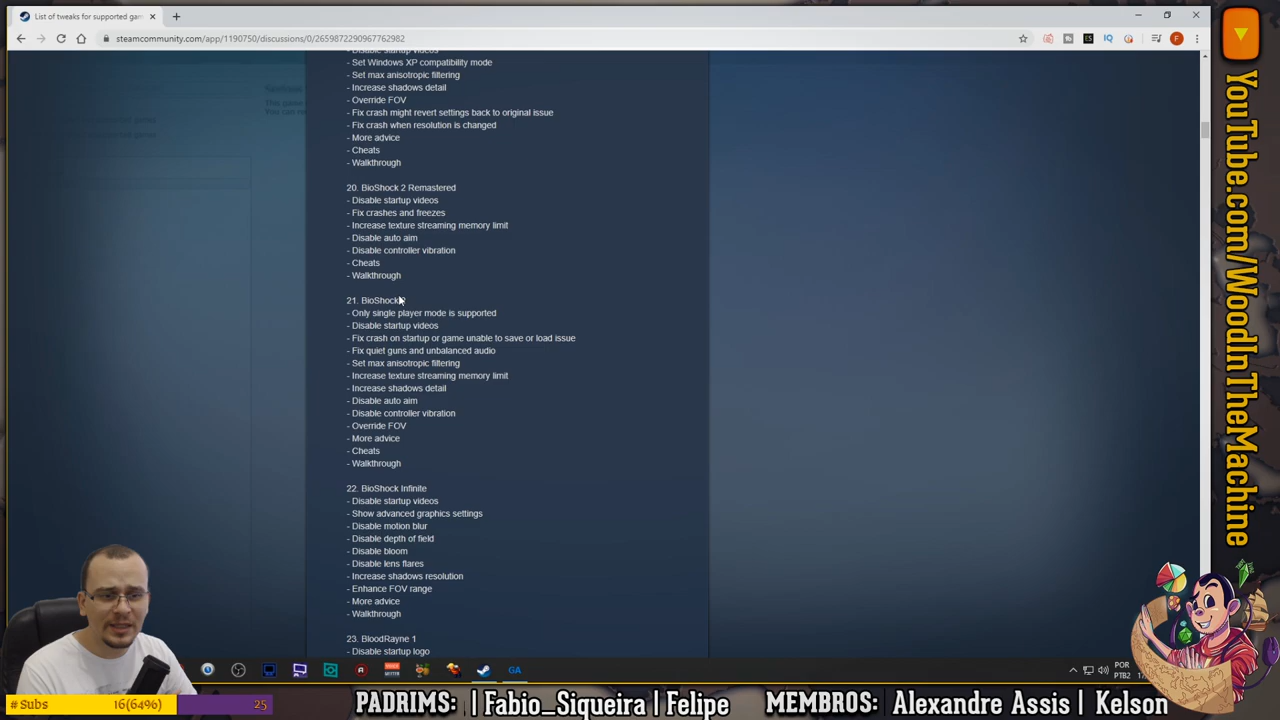 List of tweaks for supported gam
steamcommunity.com/app/1190750/discussions/0/2659872290967762982
- Disable startup videos
- Set Windows XP compatibility mode
- Set max anisotropic filtering
- Increase shadows detail
- Override FOV
- Fix crash might revert settings back to original issue
- Fix crash when resolution is changed
- More advice
- Cheats
- Walkthrough
20. BioShock 2 Remastered
- Disable startup videos
- Fix crashes and freezes
- Increase texture streaming memory limit
- Disable auto aim
- Disable controller vibration
- Cheats
- Walkthrough
21. BioShock 2
- Only single player mode is supported
- Disable startup videos
- Fix crash on startup or game unable to save or load issue
- Fix quiet guns and unbalanced audio
- Set max anisotropic filtering
- Increase texture streaming memory limit
- Increase shadows detail
- Disable auto aim
- Disable controller vibration
- Override FOV
- More advice
- Cheats
- Walkthrough
22. BioShock Infinite
- Disable startup videos
- Show advanced graphics settings
- Disable motion blur
- Disable depth of field
- Disable bloom
- Disable lens flares
- Increase shadows resolution
- Enhance FOV range
- More advice
- Walkthrough
23. BloodRayne 1
- Disable startup logo
GA
POR
PTB2
YouTube.com/WoodInTheMachine
# Subs 16(64%) 25
PADRIMS: | Fabio_Siqueira | Felipe
MEMBROS: Alexandre Assis | Kelson